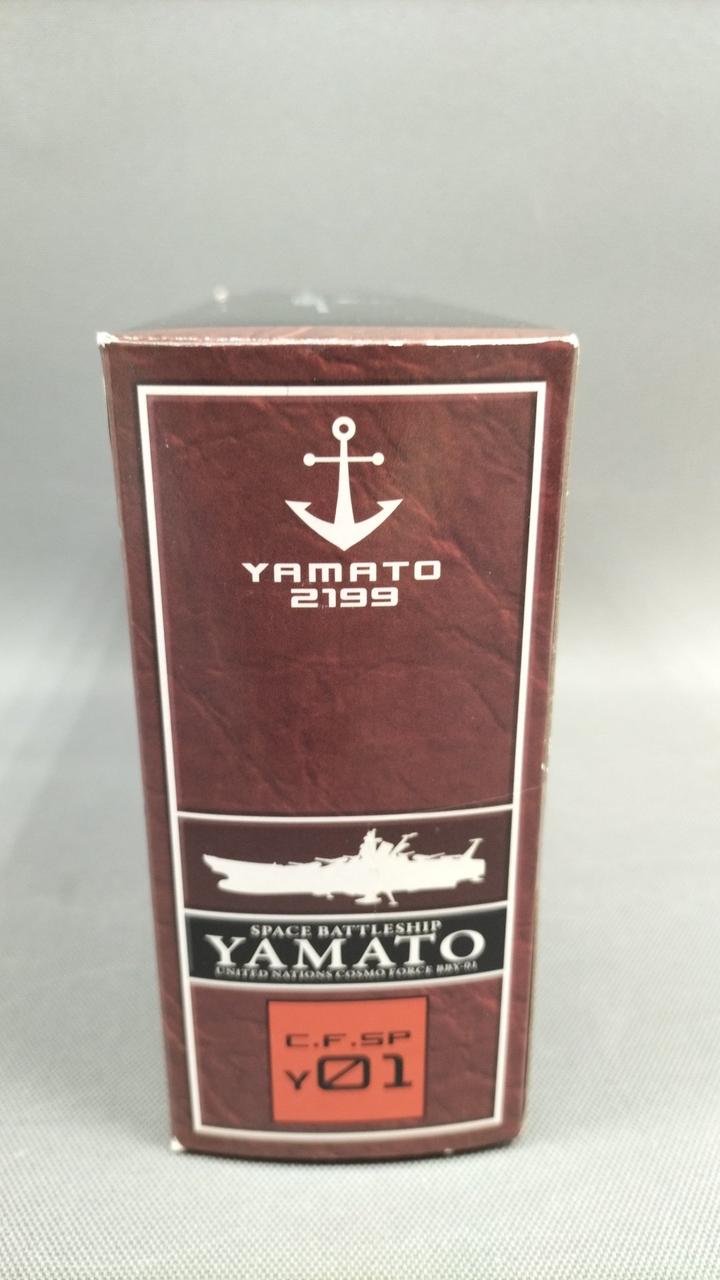 YAMATO
2199
SPACE BATTLESHIP
YAMATO
UNITED NATIONS COSMO FORCE BBY-01
C.F.SP
Y01